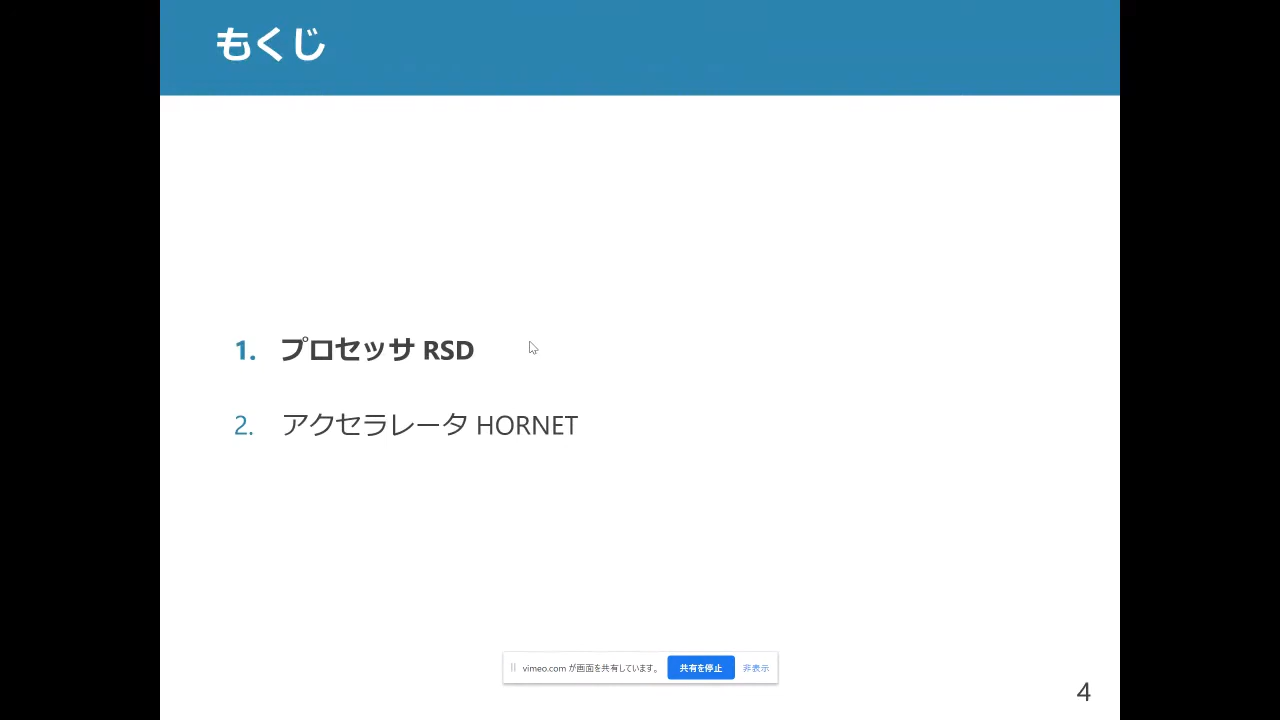 もくじ
1. プロセッサ RSD
2. アクセラレータ HORNET
vimeo.com が画面を共有しています。 共有を停止 非表示
4